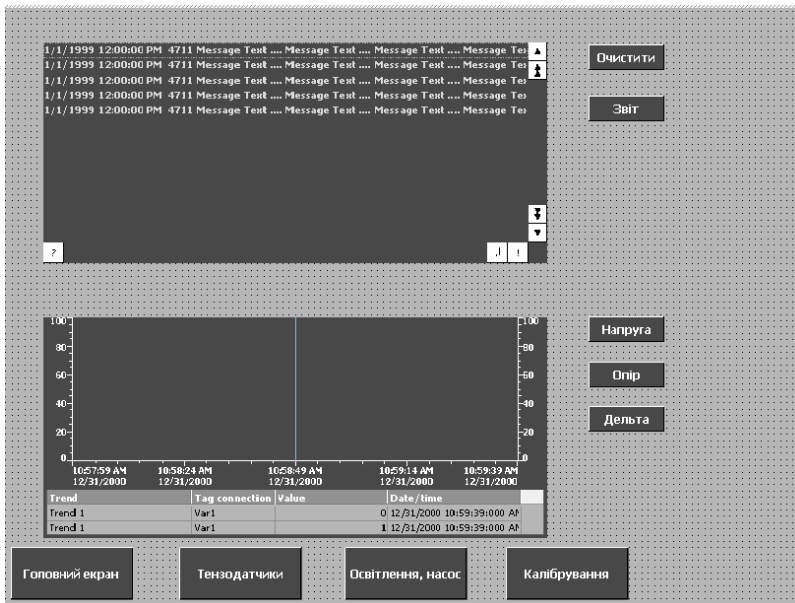 1/1/1999 12:00:00 PM 4711 Message Text .... Message Text .... Message Text .... Message Te
1/1/1999 12:00:00 PM 4711 Message Text .... Message Text .... Message Text .... Message Te
1/1/1999 12:00:00 PM 4711 Message Text .... Message Text .... Message Text .... Message Te
1/1/1999 12:00:00 PM 4711 Message Text .... Message Text .... Message Text .... Message Te
1/1/1999 12:00:00 PM 4711 Message Text .... Message Text .... Message Text .... Message Te
Очистити
Звіт
? !
100 100
80 80
60 60
40 40
20 20
0 0
10:57:59 AM 10:58:24 AM 10:58:49 AM 10:59:14 AM 10:59:39 AM
12/31/2000 12/31/2000 12/31/2000 12/31/2000 12/31/2000
Trend Tag connection Value Date/time
Trend 1 Var1 0 12/31/2000 10:59:39:000 AM
Trend 1 Var1 1 12/31/2000 10:59:39:000 AM
Напруга
Опір
Дельта
Головний екран Тензодатчики Освітлення, насос Калібрування